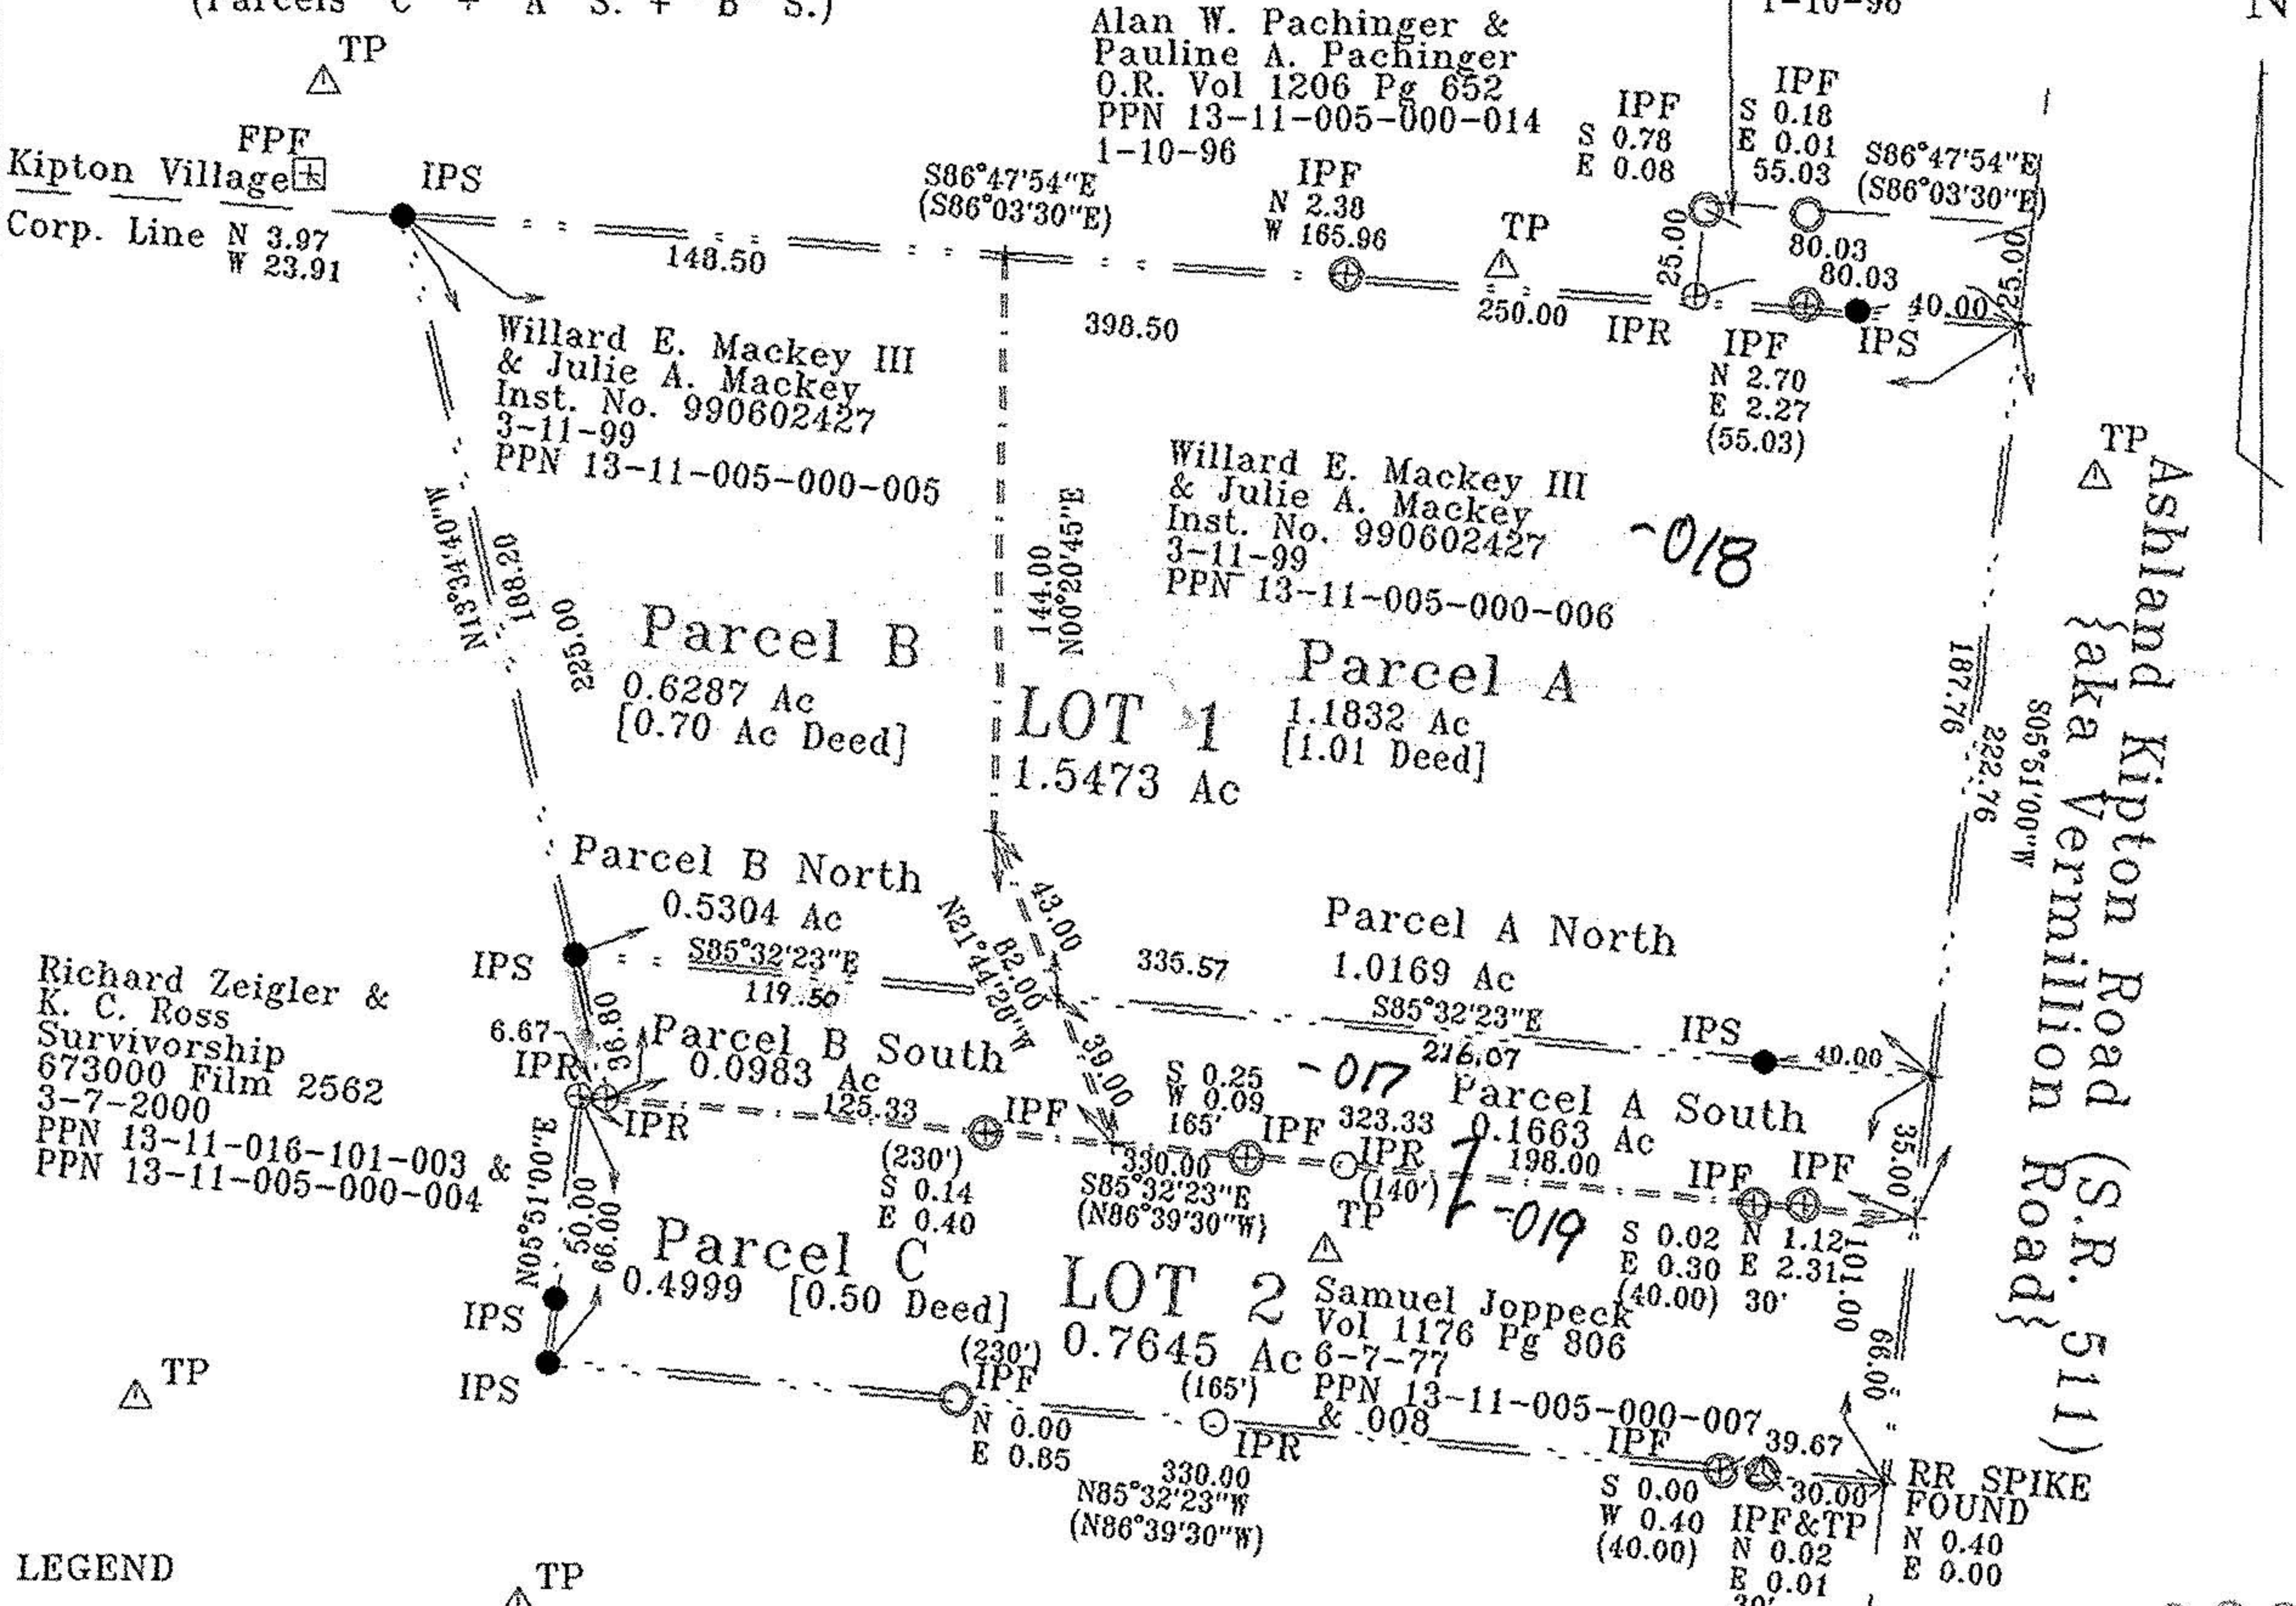 (Parcels "C" + "A" S. + "B" S.)
TP
Alan W. Pachinger &
Pauline A. Pachinger
O.R. Vol 1206 Pg 652
PPN 13-11-005-000-014
1-10-96
1-10-96
N
FPF
Kipton Village
Corp. Line
N 3.97
W 23.91
IPS
148.50
S86°47'54"E
(S86°03'30"E)
398.50
IPF
N 2.38
W 165.96
TP
250.00
IPF
S 0.78
E 0.08
IPF
S 0.18
E 0.01
55.03
S86°47'54"E
(S86°03'30"E)
25.00
80.03
80.03
25.00
IPR
IPF
N 2.70
E 2.27
(55.03)
IPS
40.00
TP
Willard E. Mackey III
& Julie A. Mackey
Inst. No. 990602427
3-11-99
PPN 13-11-005-000-005
Willard E. Mackey III
& Julie A. Mackey
Inst. No. 990602427
3-11-99
PPN 13-11-005-000-006
-018
N13°34'40"W
188.20
225.00
144.00
N00°20'45"E
Parcel B
0.6287 Ac
[0.70 Ac Deed]
LOT 1
1.5473 Ac
Parcel A
1.1832 Ac
[1.01 Deed]
187.76
222.76
S05°51'00"W
Ashland Kipton Road (S.R. 511)
{aka Vermillion Road}
Parcel B North
0.5304 Ac
S85°32'23"E
119.50
IPS
N21°44'28"W
82.00
43.00
39.00
335.57
Parcel A North
1.0169 Ac
S85°32'23"E
216.07
IPS
40.00
Richard Zeigler &
K. C. Ross
Survivorship
673000 Film 2562
3-7-2000
PPN 13-11-016-101-003 &
PPN 13-11-005-000-004
6.67
IPR
36.80
Parcel B South
0.0983 Ac
125.33
IPR
IPF
(230')
S 0.14
E 0.40
S 0.25
W 0.09
165'
IPF
-017
323.33
IPR
(140')
Parcel A South
0.1663 Ac
198.00
IPF
IPF
35.00
330.00
S85°32'23"E
(N86°39'30"W)
TP
-019
S 0.02
E 0.30
(40.00)
N 1.12
E 2.31
30'
101.00
66.00
N05°51'00"E
50.00
66.00
Parcel C
0.4999 [0.50 Deed]
LOT 2
0.7645 Ac
Samuel Joppeck
Vol 1176 Pg 806
6-7-77
PPN 13-11-005-000-007
& 008
IPS
IPS
TP
(230')
IPF
N 0.00
E 0.85
(165')
IPR
330.00
N85°32'23"W
(N86°39'30"W)
IPF
S 0.00
W 0.40
(40.00)
39.67
30.00
IPF&TP
N 0.02
E 0.01
30'
RR SPIKE
FOUND
N 0.40
E 0.00
LEGEND
TP